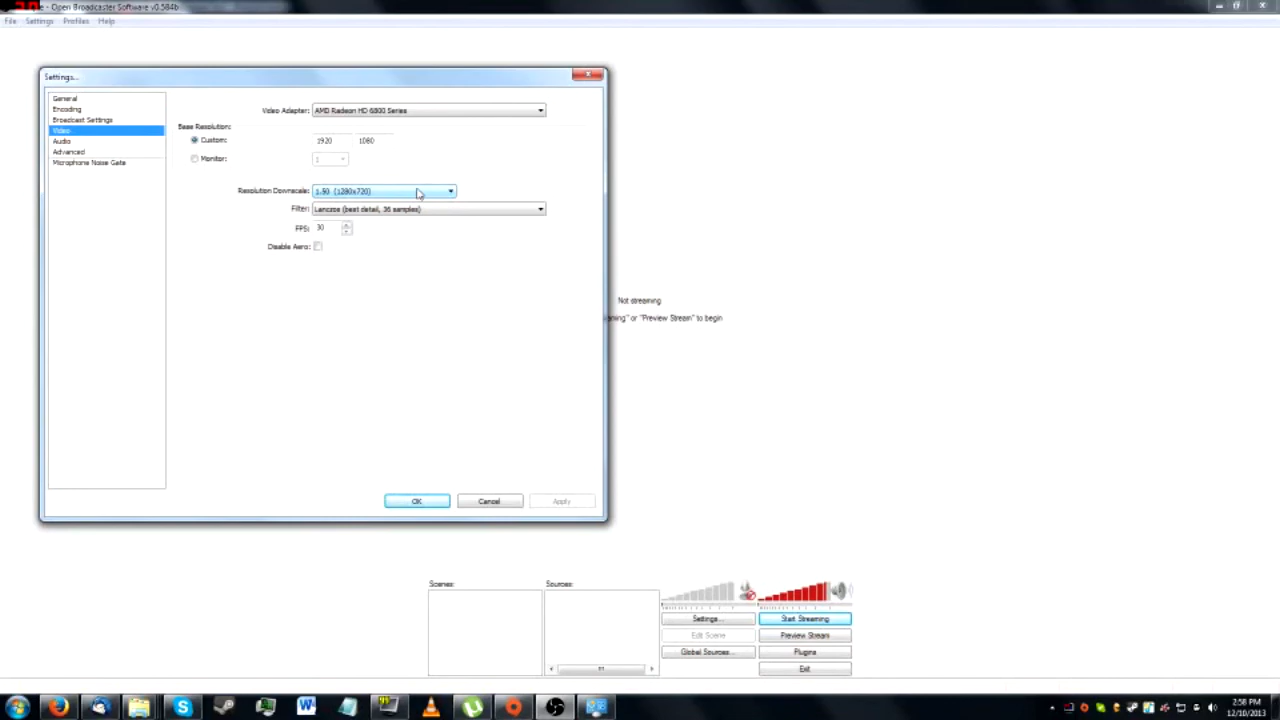 - Open Broadcaster Software v0.584b
File Settings Profiles Help
Settings...
General
Encoding
Broadcast Settings
Video
Audio
Advanced
Microphone Noise Gate
Video Adapter: AMD Radeon HD 6800 Series
Base Resolution:
Custom: 1920 1080
Monitor: 1
Resolution Downscale: 1.50 (1280x720)
Filter: Lanczos (best detail, 36 samples)
FPS: 30
Disable Aero:
OK Cancel Apply
Not streaming
" or "Preview Stream" to begin
Scenes: Sources:
Settings... Start Streaming
Edit Scene Preview Stream
Global Sources... Plugins
Exit
2:58 PM
12/10/2013